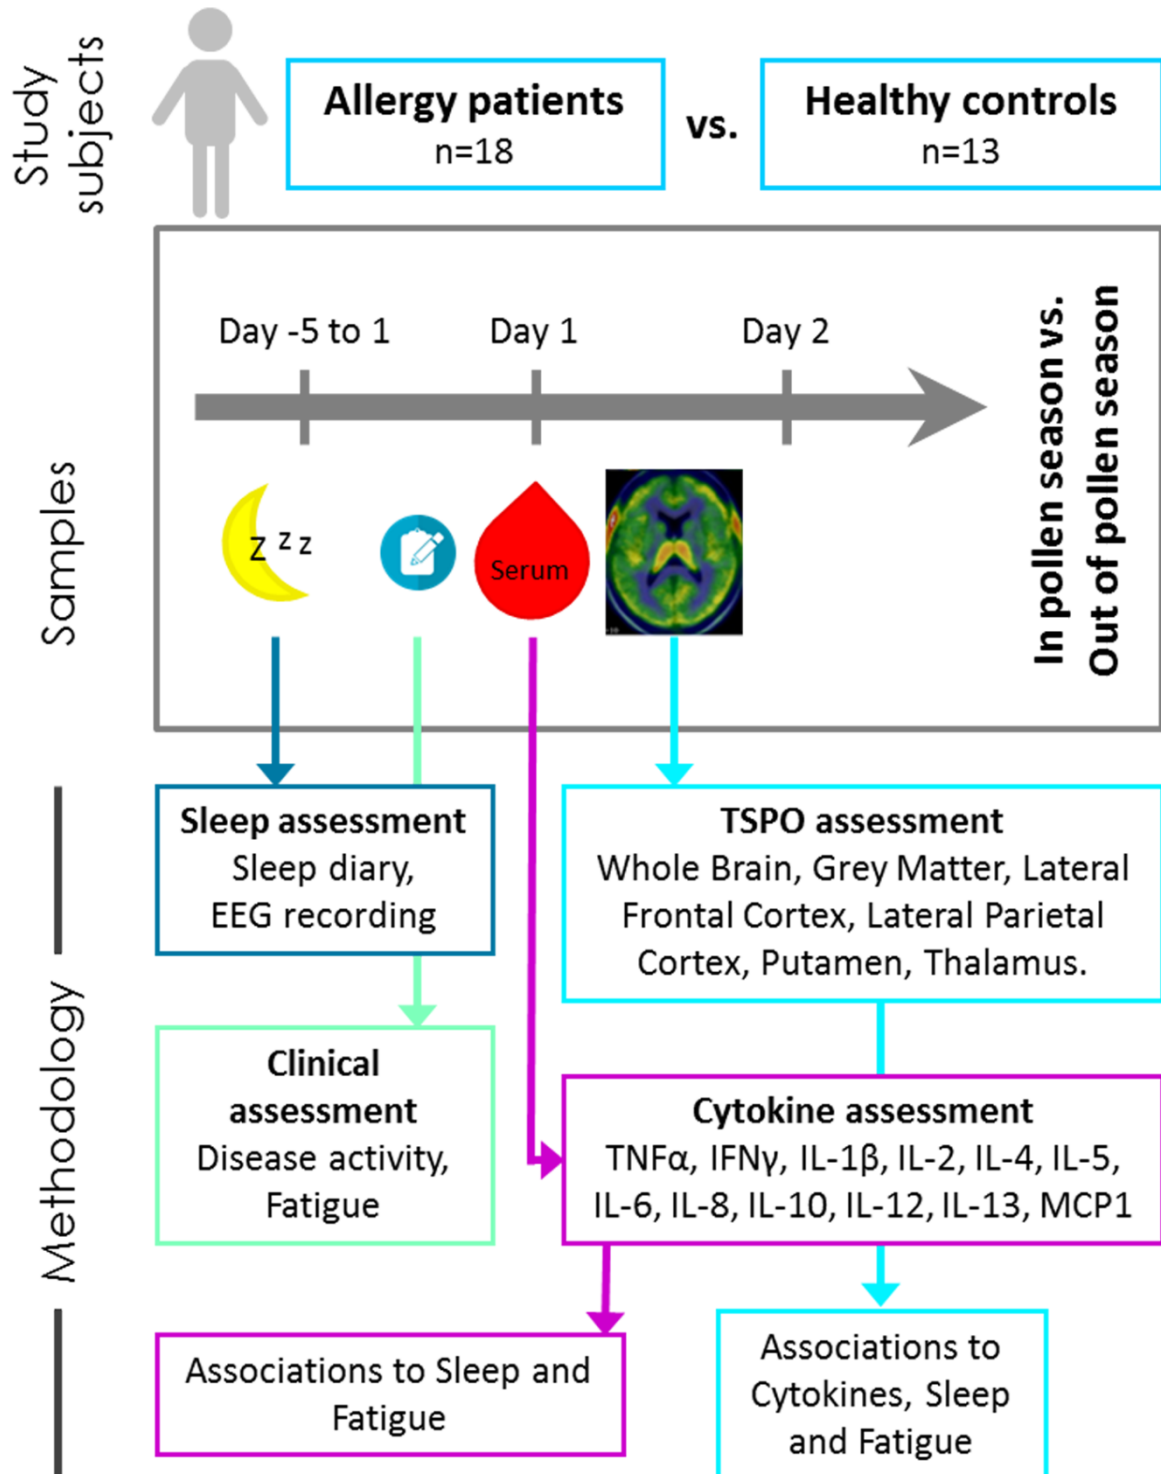 Study
subjects
Allergy patients
n=18
vs.
Healthy controls
n=13
Samples
Day -5 to 1
Day 1
Day 2
z z z
Serum
In pollen season vs.
Out of pollen season
Methodology
Sleep assessment
Sleep diary,
EEG recording
TSPO assessment
Whole Brain, Grey Matter, Lateral
Frontal Cortex, Lateral Parietal
Cortex, Putamen, Thalamus.
Clinical
assessment
Disease activity,
Fatigue
Cytokine assessment
TNFα, IFNγ, IL-1β, IL-2, IL-4, IL-5,
IL-6, IL-8, IL-10, IL-12, IL-13, MCP1
Associations to Sleep and
Fatigue
Associations to
Cytokines, Sleep
and Fatigue